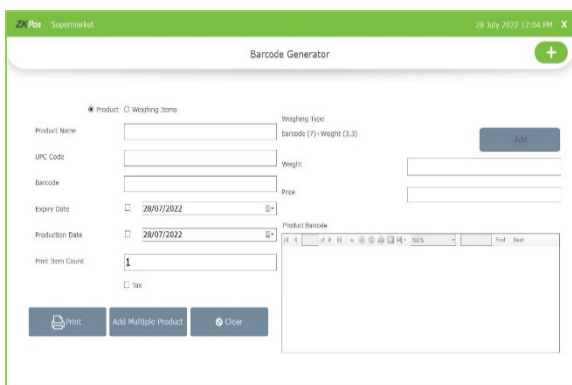 ZKPos Supermarket 28 July 2022 12:04 PM X
Barcode Generator
Product Weighing Items
Product Name
UPC Code
Barcode
Expiry Date 28/07/2022
Production Date 28/07/2022
Print Item Count 1
Tax
Print Add Multiple Product Clear
Weighing Type
barcode (7)+Weight (3,3)
Add
Weight
Price
Product Barcode
100% Find Next